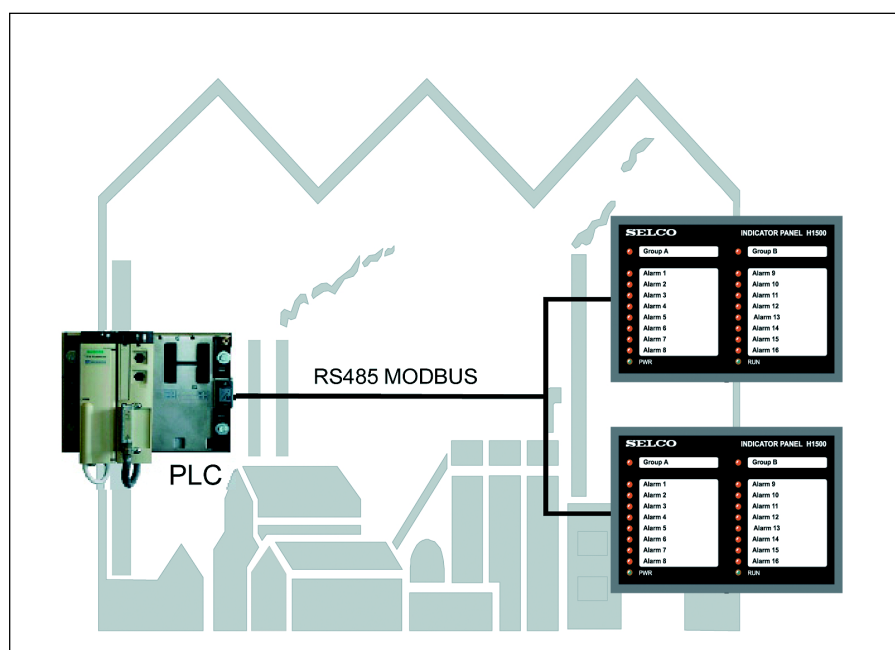 SELCO INDICATOR PANEL H1500
Group A Group B
Alarm 1 Alarm 9
Alarm 2 Alarm 10
Alarm 3 Alarm 11
Alarm 4 Alarm 12
Alarm 5 Alarm 13
Alarm 6 Alarm 14
Alarm 7 Alarm 15
Alarm 8 Alarm 16
PWR RUN
RS485 MODBUS
PLC
SELCO INDICATOR PANEL H1500
Group A Group B
Alarm 1 Alarm 9
Alarm 2 Alarm 10
Alarm 3 Alarm 11
Alarm 4 Alarm 12
Alarm 5 Alarm 13
Alarm 6 Alarm 14
Alarm 7 Alarm 15
Alarm 8 Alarm 16
PWR RUN